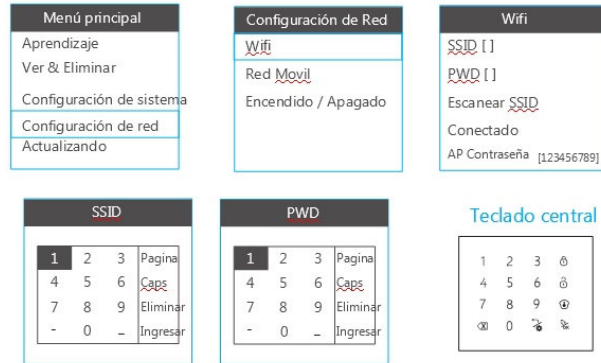 Menú principal
Aprendizaje
Ver & Eliminar
Configuración de sistema
Configuración de red
Actualizando
Configuración de Red
Wifi
Red Movil
Encendido / Apagado
Wifi
SSID [ ]
PWD [ ]
Escanear SSID
Conectado
AP Contraseña [123456789]
SSID
1 2 3 Pagina
4 5 6 Caps
7 8 9 Eliminar
- 0 _ Ingresar
PWD
1 2 3 Pagina
4 5 6 Caps
7 8 9 Eliminar
- 0 _ Ingresar
Teclado central
1 2 3
4 5 6
7 8 9
0